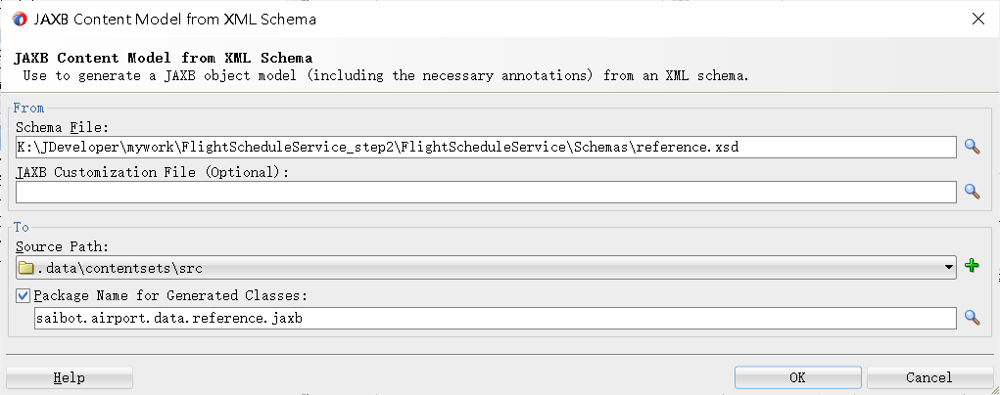 JAXB Content Model from XML Schema
JAXB Content Model from XML Schema
Use to generate a JAXB object model (including the necessary annotations) from an XML schema.
From
Schema File:
K:\JDeveloper\mywork\FlightScheduleService_step2\FlightScheduleService\Schemas\reference.xsd
JAXB Customization File (Optional):
To
Source Path:
.data\contentsets\src
Package Name for Generated Classes:
saibot.airport.data.reference.jaxb
Help
OK
Cancel